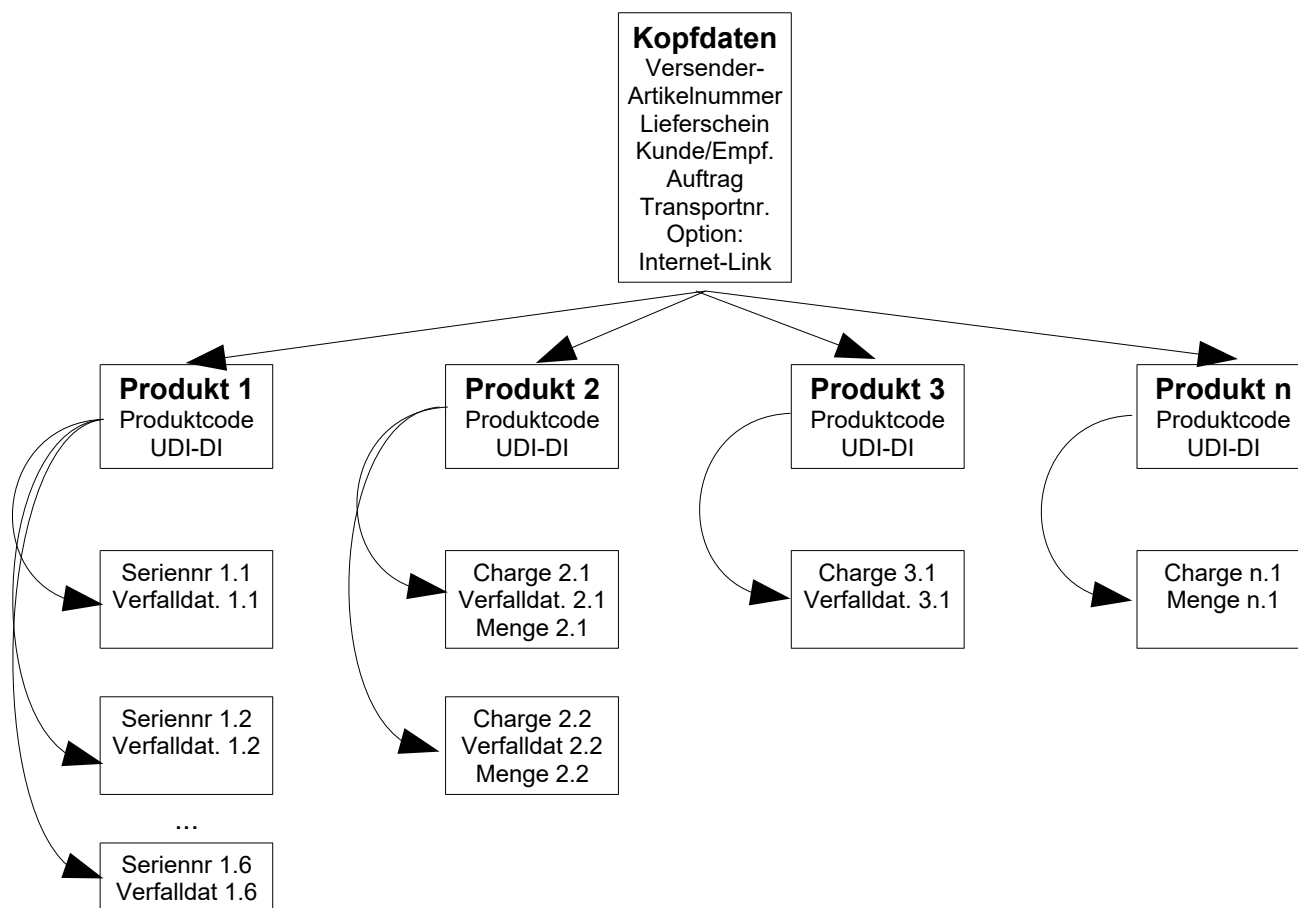 Kopfdaten
Versender-
Artikelnummer
Lieferschein
Kunde/Empf.
Auftrag
Transportnr.
Option:
Internet-Link
Produkt 1
Produktcode
UDI-DI
Produkt 2
Produktcode
UDI-DI
Produkt 3
Produktcode
UDI-DI
Produkt n
Produktcode
UDI-DI
Seriennr 1.1
Verfalldat. 1.1
Charge 2.1
Verfalldat. 2.1
Menge 2.1
Charge 3.1
Verfalldat. 3.1
Charge n.1
Menge n.1
Seriennr 1.2
Verfalldat. 1.2
Charge 2.2
Verfalldat 2.2
Menge 2.2
...
Seriennr 1.6
Verfalldat 1.6